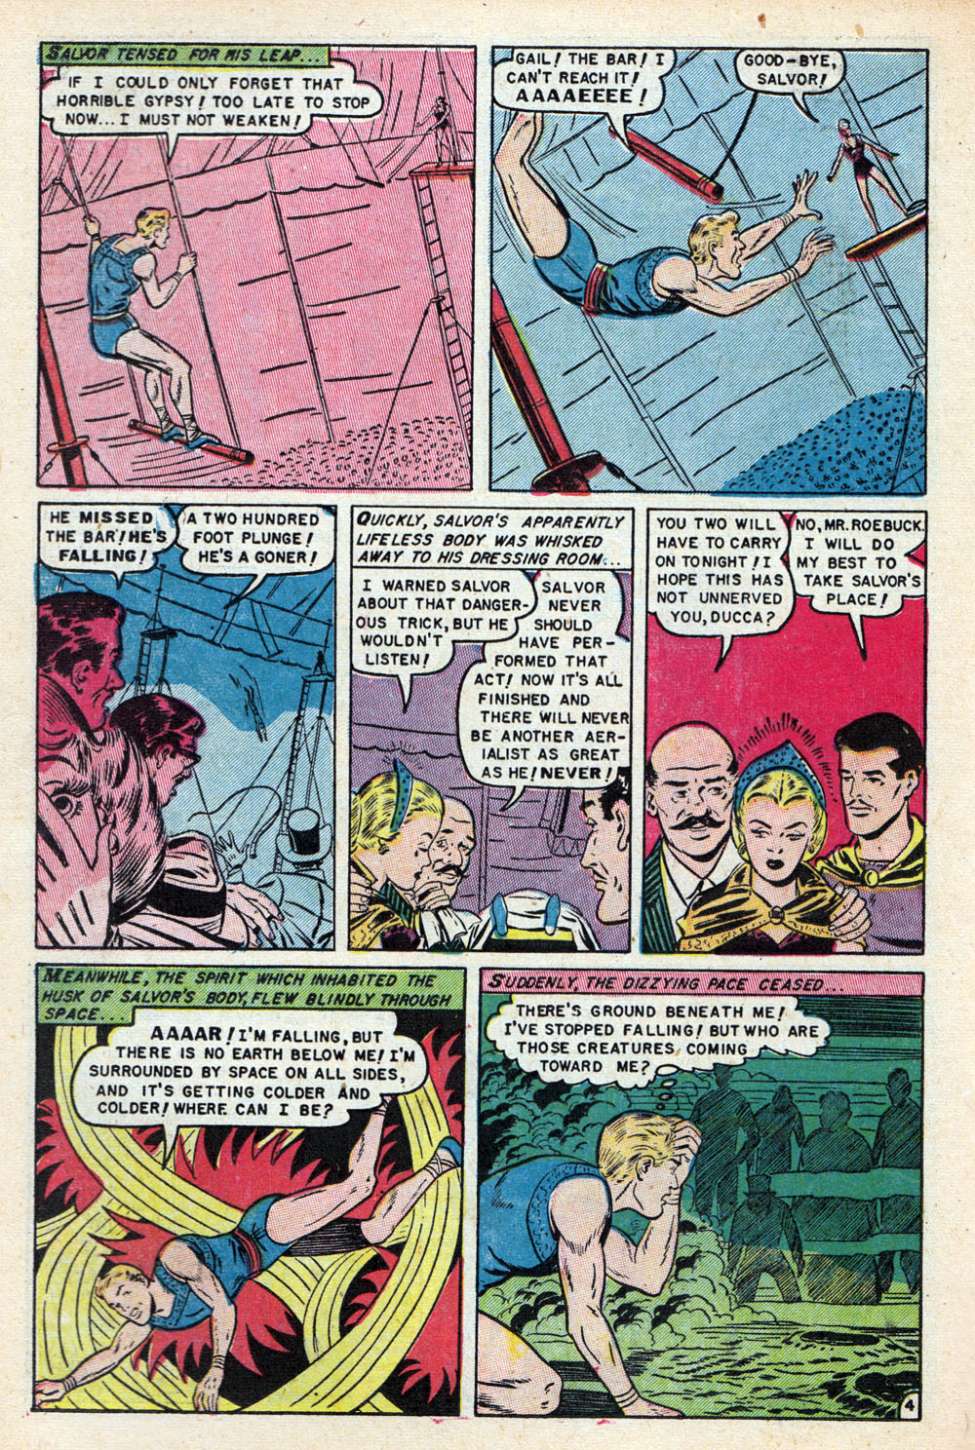 SALVOR TENSED FOR HIS LEAP...
IF I COULD ONLY FORGET THAT
HORRIBLE GYPSY! TOO LATE TO STOP
NOW... I MUST NOT WEAKEN!
GAIL! THE BAR! I
CAN'T REACH IT!
AAAAEEEE!
GOOD-BYE,
SALVOR!
HE MISSED
THE BAR! HE'S
FALLING!
A TWO HUNDRED
FOOT PLUNGE!
HE'S A GONER!
QUICKLY, SALVOR'S APPARENTLY
LIFELESS BODY WAS WHISKED
AWAY TO HIS DRESSING ROOM...
I WARNED SALVOR
ABOUT THAT DANGER-
OUS TRICK, BUT HE
WOULDN'T
LISTEN!
SALVOR
NEVER
SHOULD
HAVE PER-
FORMED THAT
ACT! NOW IT'S ALL
FINISHED AND
THERE WILL NEVER
BE ANOTHER AER-
IALIST AS GREAT
AS HE! NEVER!
YOU TWO WILL
HAVE TO CARRY
ON TONIGHT! I
HOPE THIS HAS
NOT UNNERVED
YOU, DUCCA?
NO, MR. ROEBUCK.
I WILL DO
MY BEST TO
TAKE SALVOR'S
PLACE!
MEANWHILE, THE SPIRIT WHICH INHABITED THE
HUSK OF SALVOR'S BODY, FLEW BLINDLY THROUGH
SPACE...
AAAAR! I'M FALLING, BUT
THERE IS NO EARTH BELOW ME! I'M
SURROUNDED BY SPACE ON ALL SIDES,
AND IT'S GETTING COLDER AND
COLDER! WHERE CAN I BE?
SUDDENLY, THE DIZZYING PACE CEASED...
THERE'S GROUND BENEATH ME!
I'VE STOPPED FALLING! BUT WHO ARE
THOSE CREATURES COMING
TOWARD ME?
4